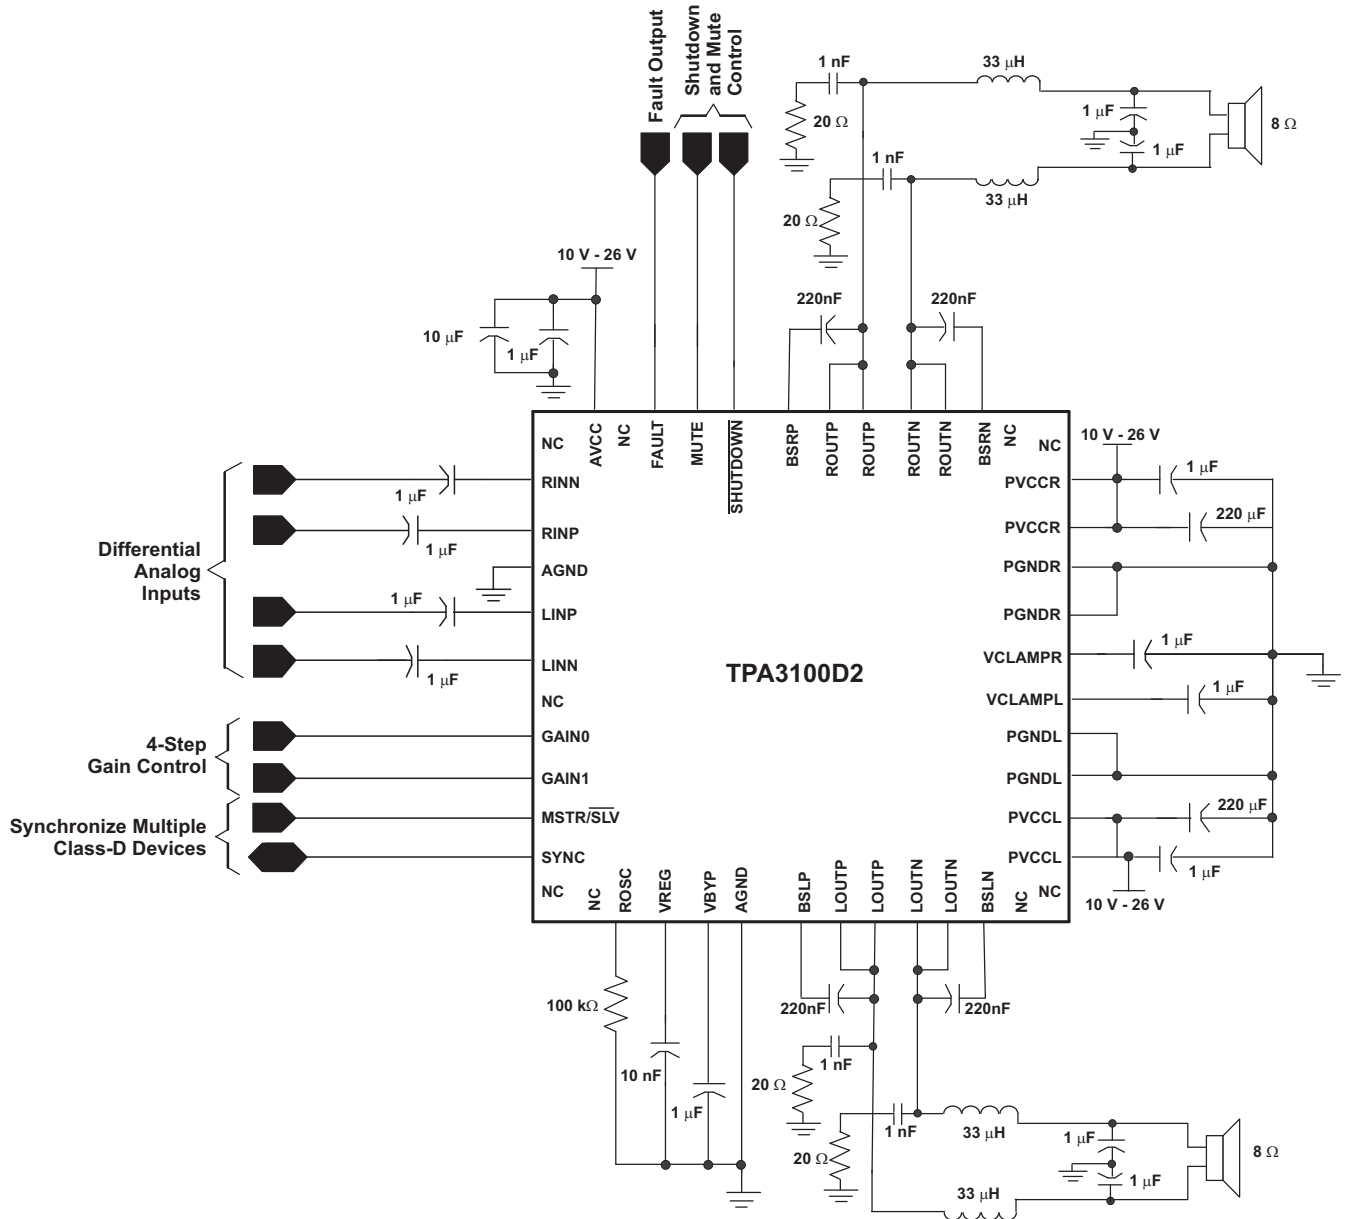 Fault Output
Shutdown
and Mute
Control
1 nF
33 μH
20 Ω
1 μF
1 μF
8 Ω
1 nF
33 μH
20 Ω
10 V - 26 V
10 μF
1 μF
220nF
220nF
NC
AVCC
NC
FAULT
MUTE
SHUTDOWN
BSRP
ROUTP
ROUTP
ROUTN
ROUTN
BSRN
NC
NC
10 V - 26 V
Differential
Analog
Inputs
1 μF
RINN
1 μF
RINP
AGND
1 μF
LINP
1 μF
LINN
NC
4-Step
Gain Control
GAIN0
GAIN1
Synchronize Multiple
Class-D Devices
MSTR/SLV
SYNC
NC
TPA3100D2
PVCCR
1 μF
PVCCR
220 μF
PGNDR
PGNDR
VCLAMPR
1 μF
VCLAMPL
1 μF
PGNDL
PGNDL
PVCCL
220 μF
PVCCL
1 μF
NC
10 V - 26 V
NC
ROSC
VREG
VBYP
AGND
BSLP
LOUTP
LOUTP
LOUTN
LOUTN
BSLN
NC
100 kΩ
10 nF
1 μF
220nF
220nF
1 nF
20 Ω
1 nF
20 Ω
33 μH
1 μF
1 μF
8 Ω
33 μH